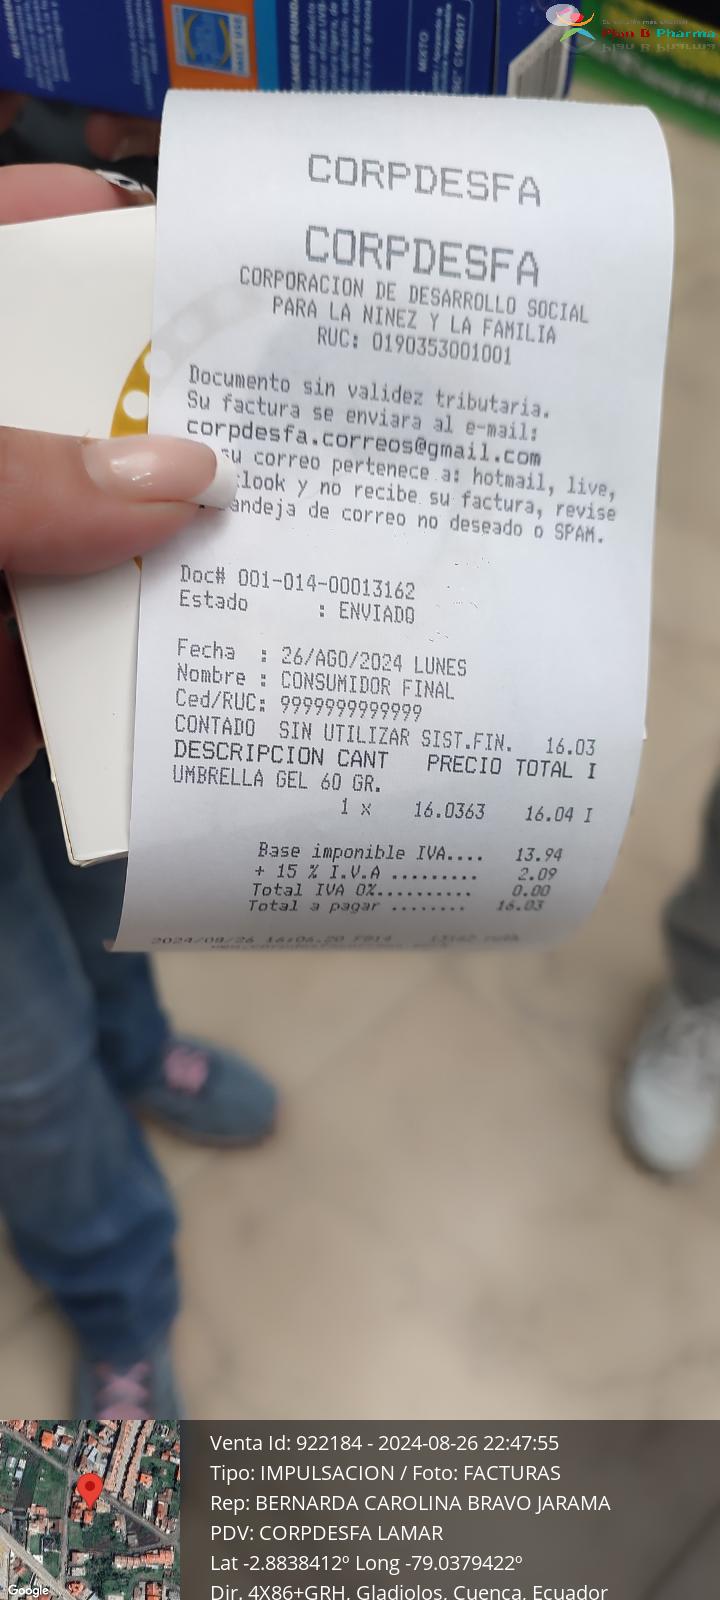 Plan B Pharma
CORPDESFA
CORPDESFA
CORPORACION DE DESARROLLO SOCIAL
PARA LA NINEZ Y LA FAMILIA
RUC: 0190353001001
Documento sin validez tributaria.
Su factura se enviara al e-mail:
corpdesfa.correos@gmail.com
su correo pertenece a: hotmail, live,
look y no recibe su factura, revise
andeja de correo no deseado o SPAM.
Doc# 001-014-00013162
Estado : ENVIADO
Fecha : 26/AGO/2024 LUNES
Nombre : CONSUMIDOR FINAL
Ced/RUC: 9999999999999
CONTADO SIN UTILIZAR SIST.FIN. 16.03
DESCRIPCION CANT PRECIO TOTAL I
UMBRELLA GEL 60 GR.
1 x 16.0363 16.04 I
Base imponible IVA.... 13.94
+ 15 % I.V.A ......... 2.09
Total IVA 0%.......... 0.00
Total a pagar ........ 16.03
2024/08/26 16:06.20
Venta Id: 922184 - 2024-08-26 22:47:55
Tipo: IMPULSACION / Foto: FACTURAS
Rep: BERNARDA CAROLINA BRAVO JARAMA
PDV: CORPDESFA LAMAR
Lat -2.8838412º Long -79.0379422º
Dir. 4X86+GRH, Gladiolos, Cuenca, Ecuador
Google